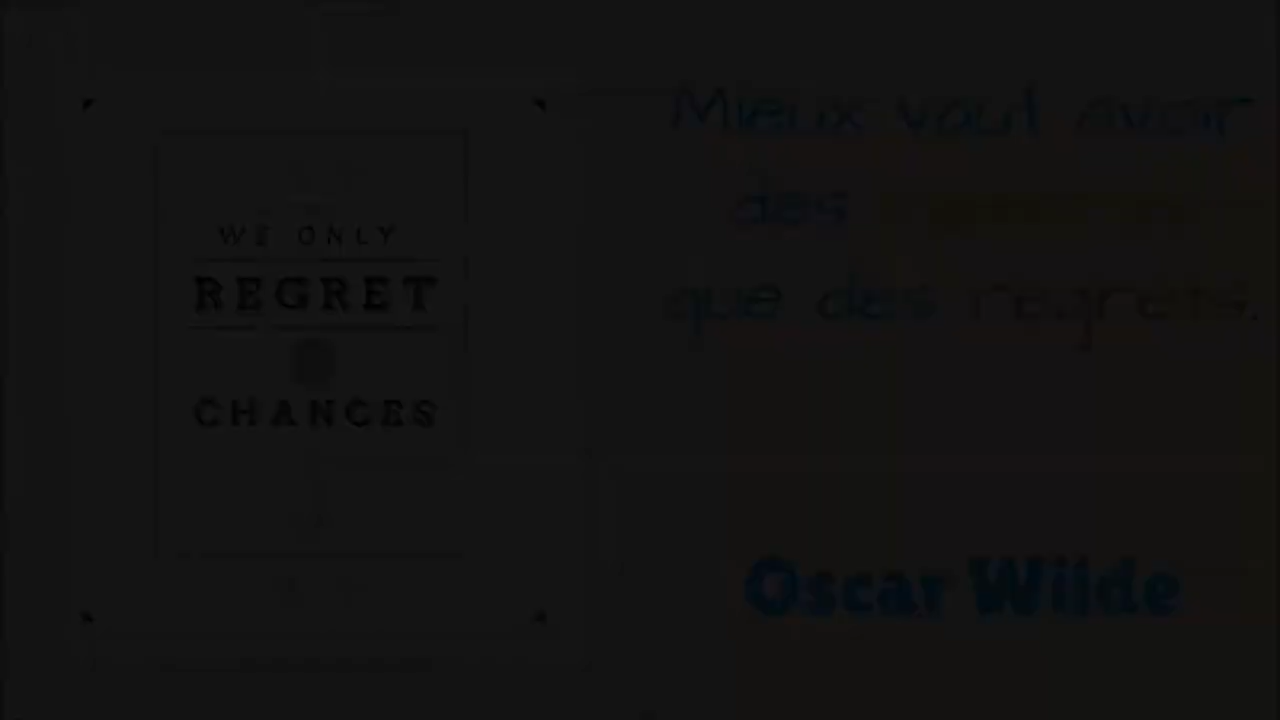 WE ONLY
REGRET
CHANCES
Mieux vaut avoir
des
que des regrets.
Oscar Wilde